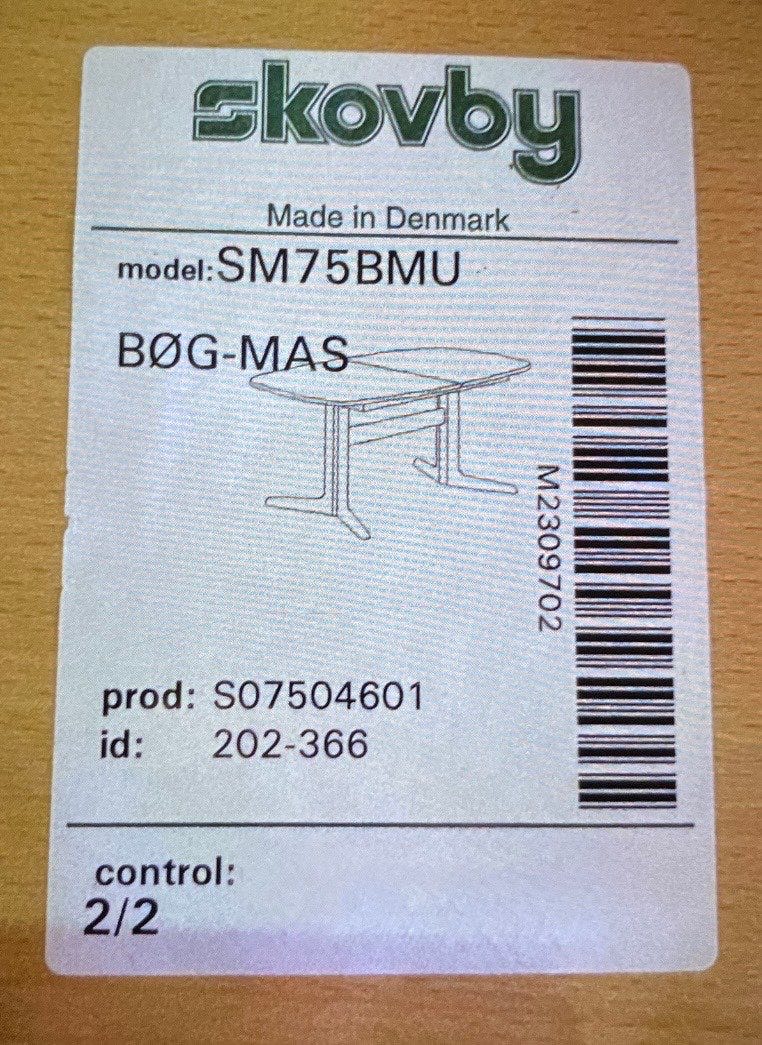 skovby
Made in Denmark
model: SM75BMU
BØG-MAS
M2309702
prod: S07504601
id: 202-366
control:
2/2